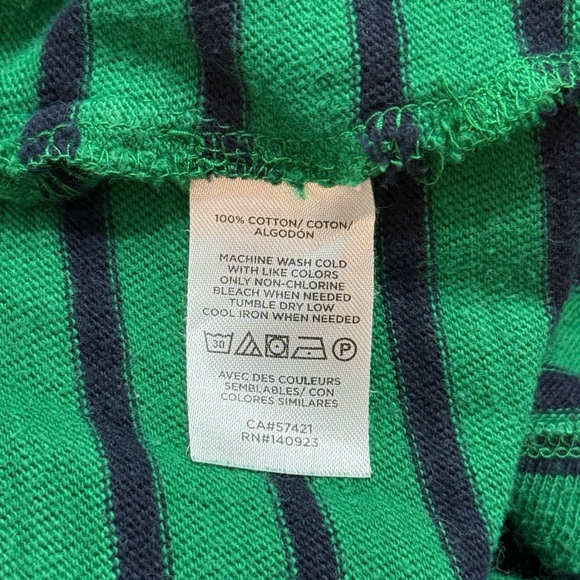 100% COTTON/ COTON/
ALGODÓN
MACHINE WASH COLD
WITH LIKE COLORS
ONLY NON-CHLORINE
BLEACH WHEN NEEDED
TUMBLE DRY LOW
COOL IRON WHEN NEEDED
30 P
AVEC DES COULEURS
SEMBLABLES/ CON
COLORES SIMILARES
CA#57421
RN#140923